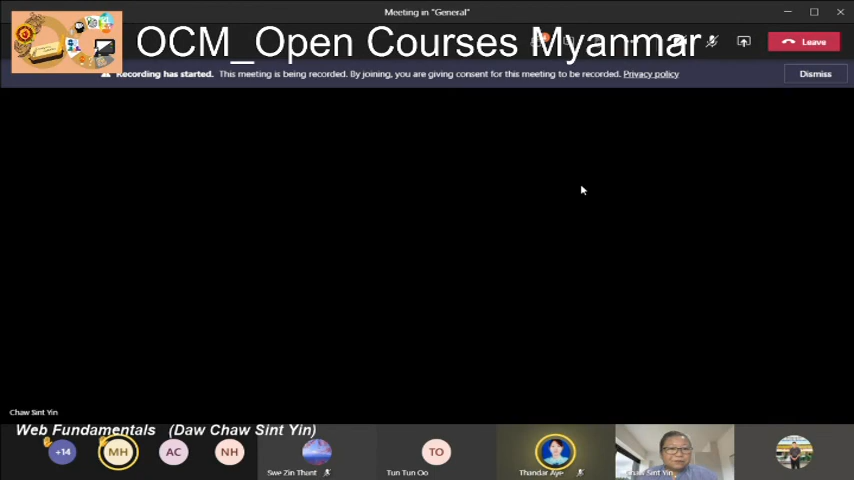 Meeting in "General"
OCM_Open Courses Myanmar
Leave
Recording has started. This meeting is being recorded. By joining, you are giving consent for this meeting to be recorded. Privacy policy
Dismiss
Chaw Sint Yin
Web Fundamentals (Daw Chaw Sint Yin)
+14
MH
AC
NH
TO
Swe Zin Thant
Tun Tun Oo
Thandar Aye
Chaw Sint Yin